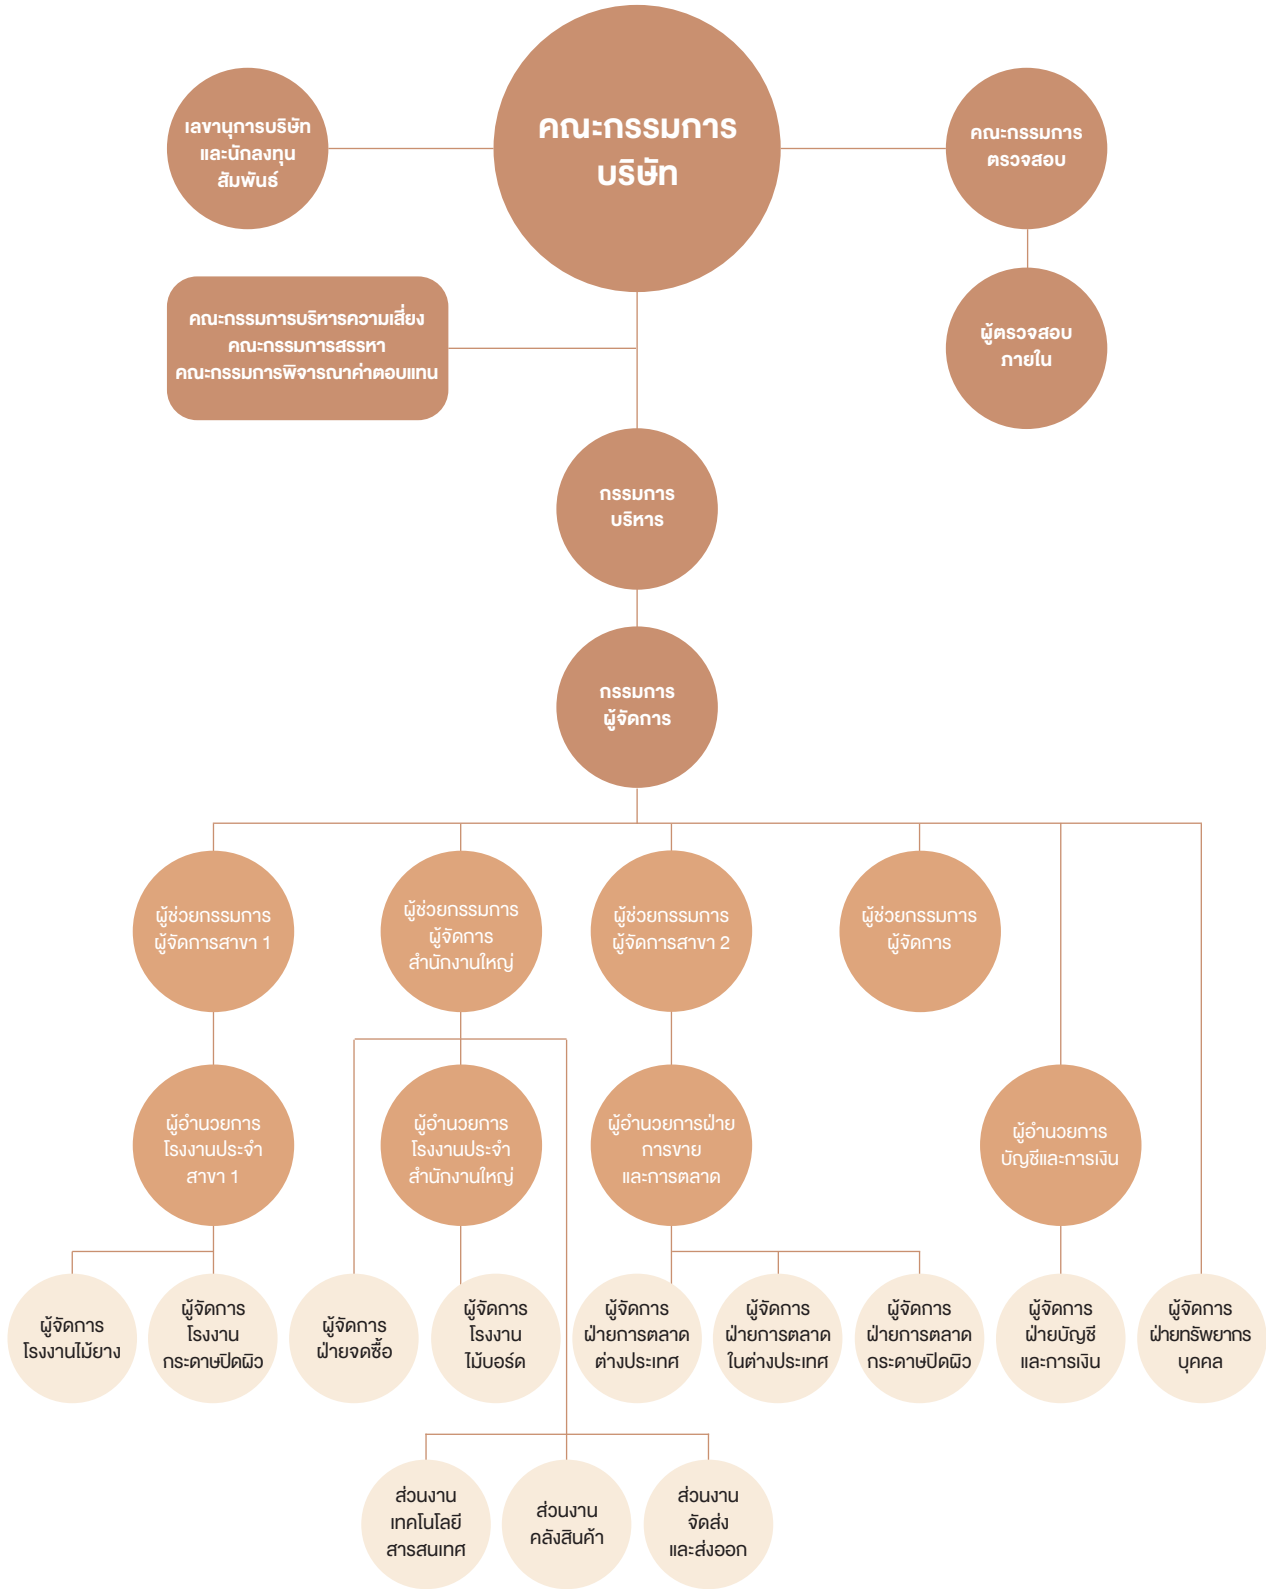 คณะกรรมการ
บริษัท
เลขานุการบริษัท
และนักลงทุน
สัมพันธ์
คณะกรรมการ
ตรวจสอบ
คณะกรรมการบริหารความเสี่ยง
คณะกรรมการสรรหา
คณะกรรมการพิจารณาค่าตอบแทน
ผู้ตรวจสอบ
ภายใน
กรรมการ
บริหาร
กรรมการ
ผู้จัดการ
ผู้ช่วยกรรมการ
ผู้จัดการสาขา 1
ผู้ช่วยกรรมการ
ผู้จัดการ
สำนักงานใหญ่
ผู้ช่วยกรรมการ
ผู้จัดการสาขา 2
ผู้ช่วยกรรมการ
ผู้จัดการ
ผู้อำนวยการ
โรงงานประจำ
สาขา 1
ผู้อำนวยการ
โรงงานประจำ
สำนักงานใหญ่
ผู้อำนวยการฝ่าย
การขาย
และการตลาด
ผู้อำนวยการ
บัญชีและการเงิน
ผู้จัดการ
โรงงานไม้ยาง
ผู้จัดการ
โรงงาน
กระดาษปิดผิว
ผู้จัดการ
ฝ่ายจดซื้อ
ผู้จัดการ
โรงงาน
ไม้บอร์ด
ผู้จัดการ
ฝ่ายการตลาด
ต่างประเทศ
ผู้จัดการ
ฝ่ายการตลาด
ในต่างประเทศ
ผู้จัดการ
ฝ่ายการตลาด
กระดาษปิดผิว
ผู้จัดการ
ฝ่ายบัญชี
และการเงิน
ผู้จัดการ
ฝ่ายทรัพยากร
บุคคล
ส่วนงาน
เทคโนโลยี
สารสนเทศ
ส่วนงาน
คลังสินค้า
ส่วนงาน
จัดส่ง
และส่งออก